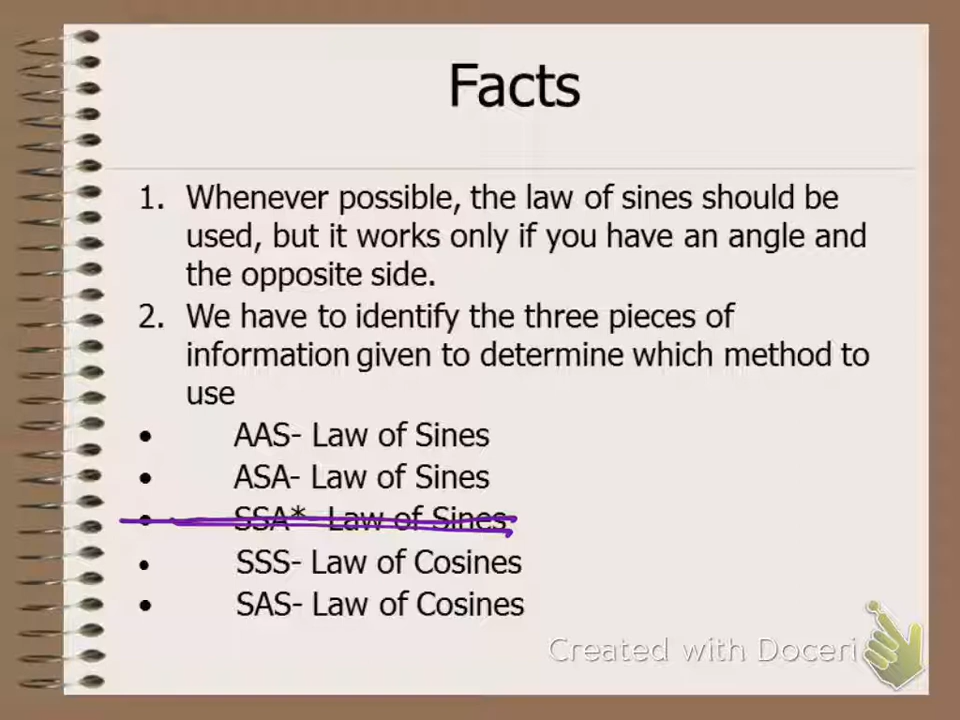 Facts
1. Whenever possible, the law of sines should be
used, but it works only if you have an angle and
the opposite side.
2. We have to identify the three pieces of
information given to determine which method to
use
• AAS- Law of Sines
• ASA- Law of Sines
• SSA* Law of Sines
• SSS- Law of Cosines
• SAS- Law of Cosines
Created with Doceri